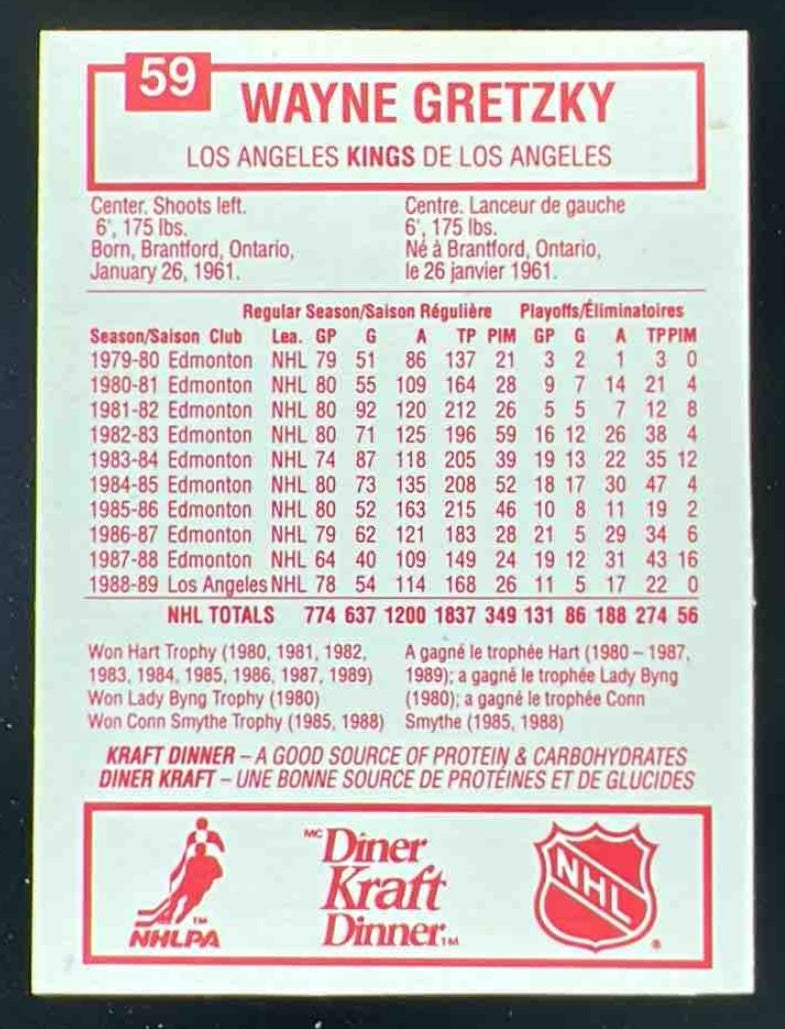 59
WAYNE GRETZKY
LOS ANGELES KINGS DE LOS ANGELES
Center. Shoots left.
6', 175 lbs.
Born, Brantford, Ontario,
January 26, 1961.
Centre. Lanceur de gauche
6', 175 lbs.
Né à Brantford, Ontario,
le 26 janvier 1961.
Regular Season/Saison Régulière Playoffs/Éliminatoires
Season/Saison Club Lea. GP G A TP PIM GP G A TP PIM
1979-80 Edmonton NHL 79 51 86 137 21 3 2 1 3 0
1980-81 Edmonton NHL 80 55 109 164 28 9 7 14 21 4
1981-82 Edmonton NHL 80 92 120 212 26 5 5 7 12 8
1982-83 Edmonton NHL 80 71 125 196 59 16 12 26 38 4
1983-84 Edmonton NHL 74 87 118 205 39 19 13 22 35 12
1984-85 Edmonton NHL 80 73 135 208 52 18 17 30 47 4
1985-86 Edmonton NHL 80 52 163 215 46 10 8 11 19 2
1986-87 Edmonton NHL 79 62 121 183 28 21 5 29 34 6
1987-88 Edmonton NHL 64 40 109 149 24 19 12 31 43 16
1988-89 Los Angeles NHL 78 54 114 168 26 11 5 17 22 0
NHL TOTALS 774 637 1200 1837 349 131 86 188 274 56
Won Hart Trophy (1980, 1981, 1982,
1983, 1984, 1985, 1986, 1987, 1989)
Won Lady Byng Trophy (1980)
Won Conn Smythe Trophy (1985, 1988)
A gagné le trophée Hart (1980 – 1987,
1989); a gagné le trophée Lady Byng
(1980); a gagné le trophée Conn
Smythe (1985, 1988)
KRAFT DINNER – A GOOD SOURCE OF PROTEIN & CARBOHYDRATES
DINER KRAFT – UNE BONNE SOURCE DE PROTÉINES ET DE GLUCIDES
TM
NHLPA
MC Diner
Kraft
Dinner TM
NHL
®